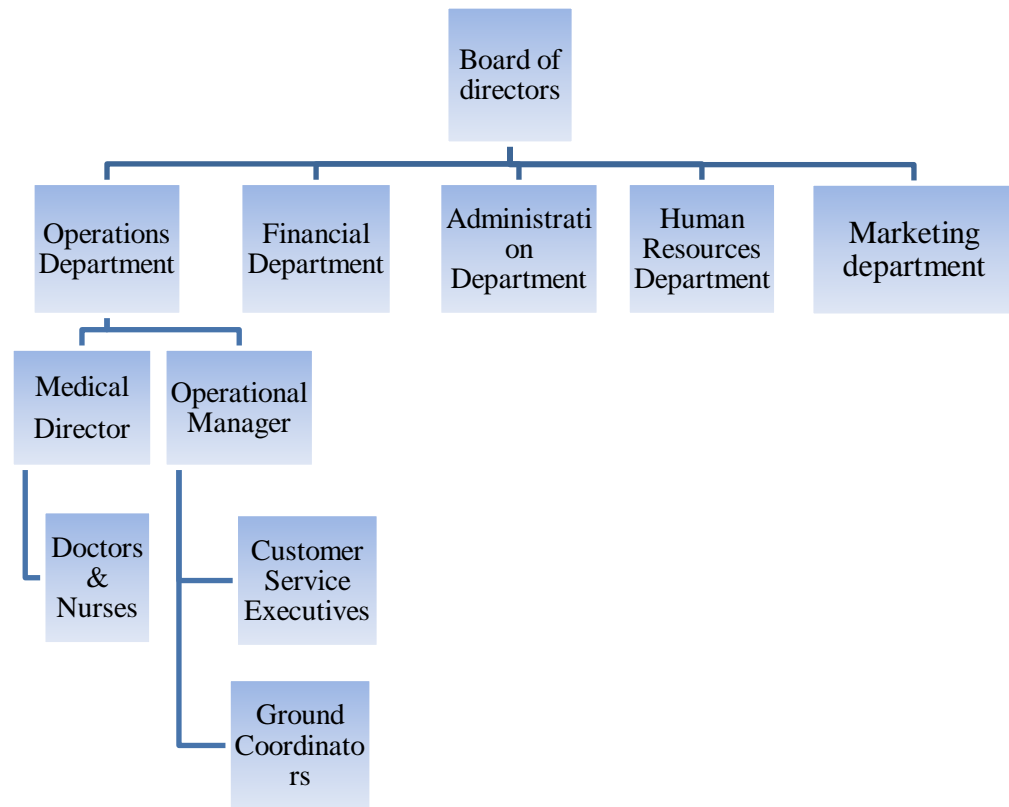 Board of
directors
Operations
Department
Financial
Department
Administrati
on
Department
Human
Resources
Department
Marketing
department
Medical
Director
Operational
Manager
Doctors
&
Nurses
Customer
Service
Executives
Ground
Coordinato
rs